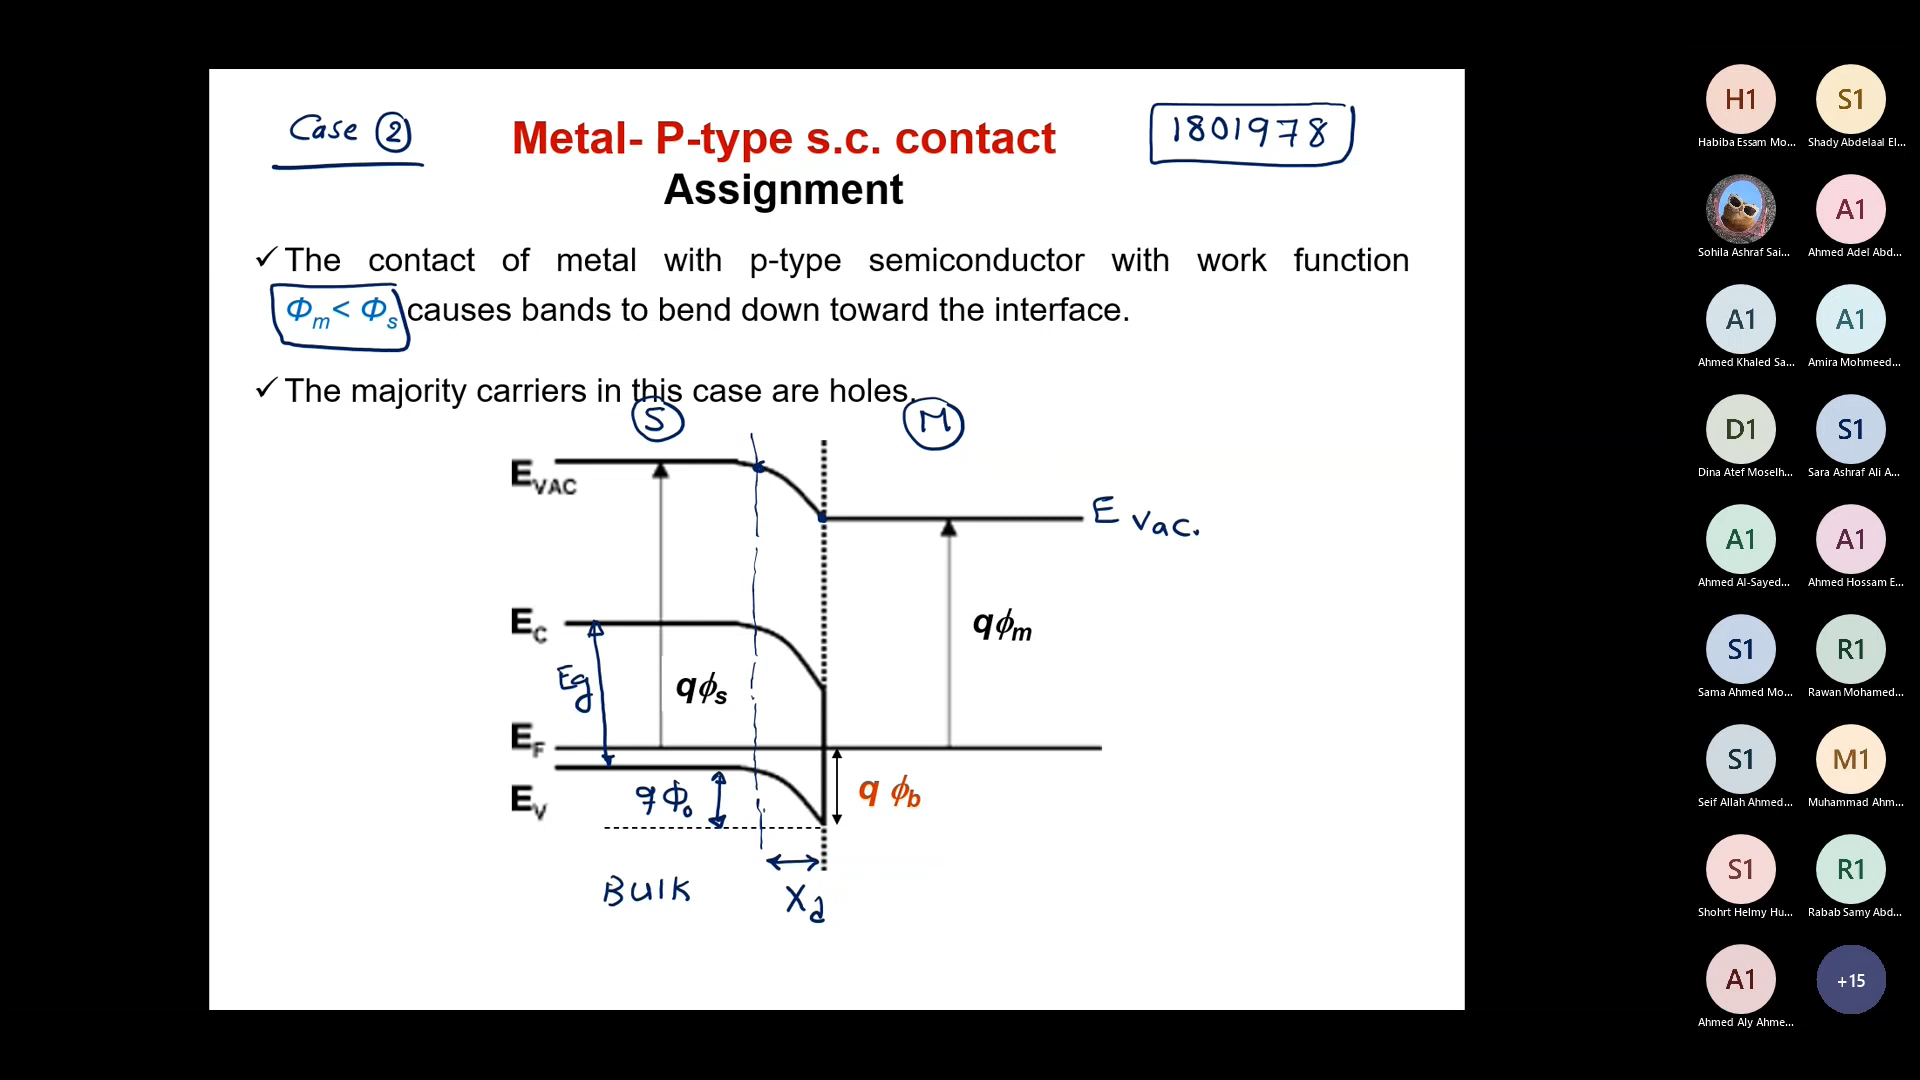 Case 2
Metal- P-type s.c. contact
1801978
Assignment
✓ The contact of metal with p-type semiconductor with work function
Φm< Φs causes bands to bend down toward the interface.
✓ The majority carriers in this case are holes.
S
M
EVAC
E vac.
EC
Eg
qϕs
qϕm
EF
EV
qΦo
q ϕb
Bulk
Xd
H1
S1
Habiba Essam Mo...
Shady Abdelaal El...
A1
Sohila Ashraf Sai...
Ahmed Adel Abd...
A1
A1
Ahmed Khaled Sa...
Amira Mohmeed...
D1
S1
Dina Atef Moselh...
Sara Ashraf Ali A...
A1
A1
Ahmed Al-Sayed...
Ahmed Hossam E...
S1
R1
Sama Ahmed Mo...
Rawan Mohamed...
S1
M1
Seif Allah Ahmed...
Muhammad Ahm...
S1
R1
Shohrt Helmy Hu...
Rabab Samy Abd...
A1
+15
Ahmed Aly Ahme...